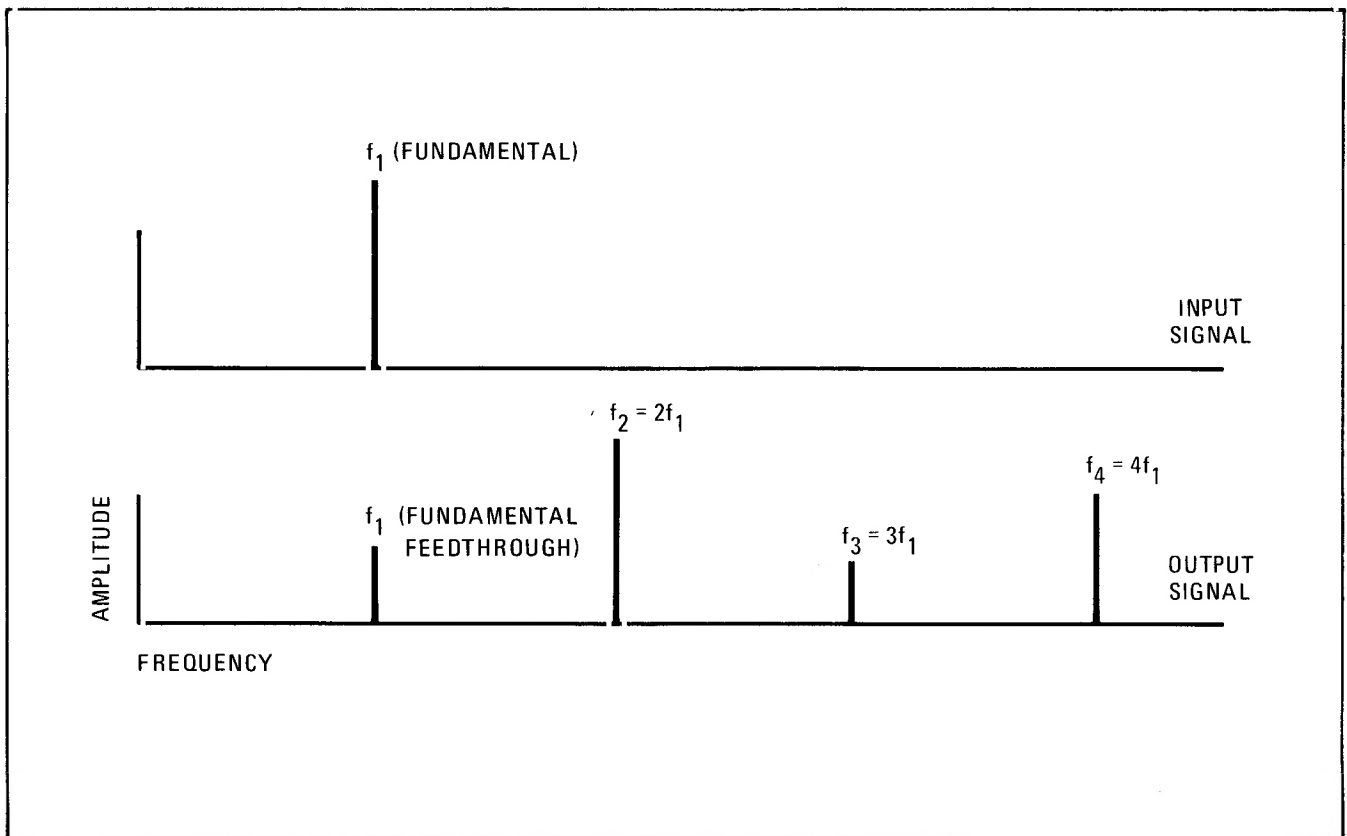 f₁ (FUNDAMENTAL)
INPUT
SIGNAL
f₂ = 2f₁
f₄ = 4f₁
f₁ (FUNDAMENTAL
FEEDTHROUGH)
f₃ = 3f₁
AMPLITUDE
OUTPUT
SIGNAL
FREQUENCY